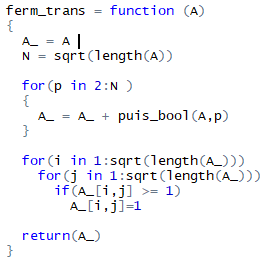 ferm_trans = function (A)
{
  A_ = A
  N = sqrt(length(A))

  for(p in 2:N )
  {
    A_ = A_ + puis_bool(A,p)
  }

  for(i in 1:sqrt(length(A_)))
    for(j in 1:sqrt(length(A_)))
      if(A_[i,j] >= 1)
        A_[i,j]=1

  return(A_)
}